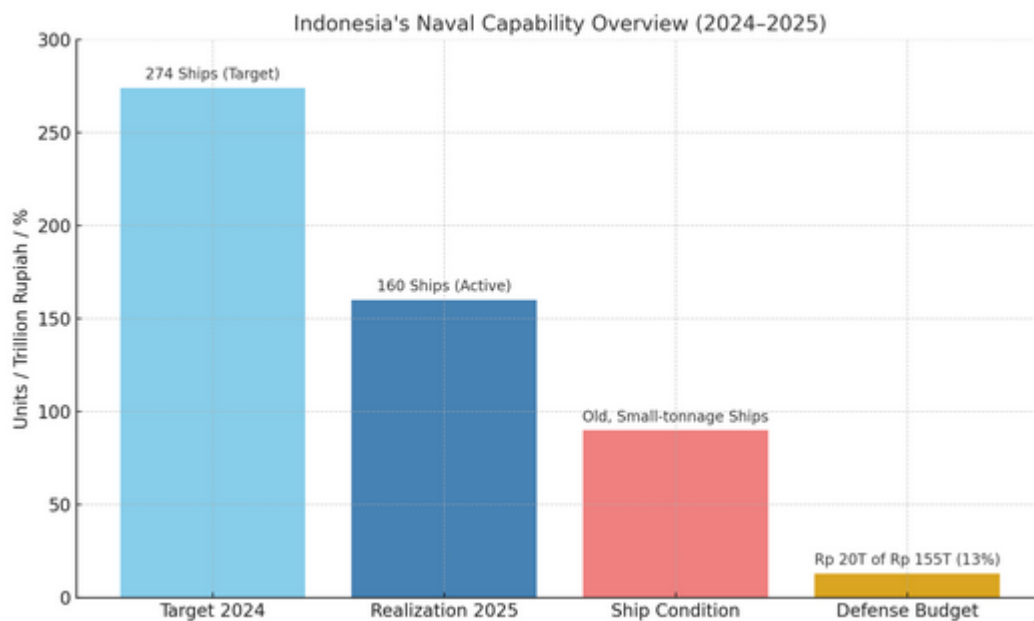 Indonesia's Naval Capability Overview (2024–2025)
Units / Trillion Rupiah / %
300
250
200
150
100
50
0
274 Ships (Target)
160 Ships (Active)
Old, Small-tonnage Ships
Rp 20T of Rp 155T (13%)
Target 2024
Realization 2025
Ship Condition
Defense Budget